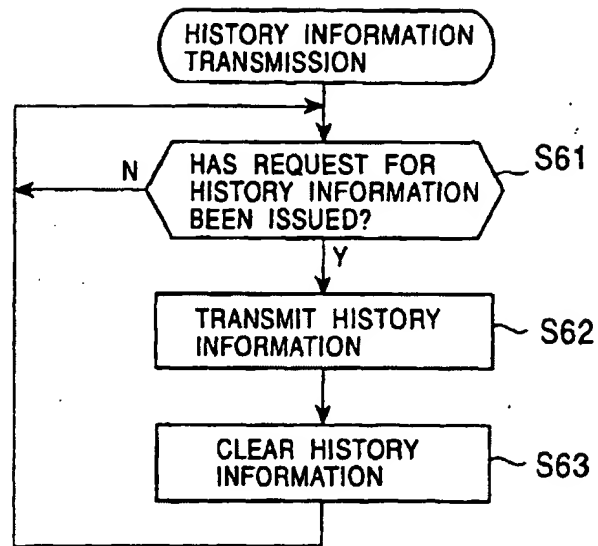 HISTORY INFORMATION
TRANSMISSION
HAS REQUEST FOR
HISTORY INFORMATION
BEEN ISSUED?
S61
N
Y
TRANSMIT HISTORY
INFORMATION
S62
CLEAR HISTORY
INFORMATION
S63